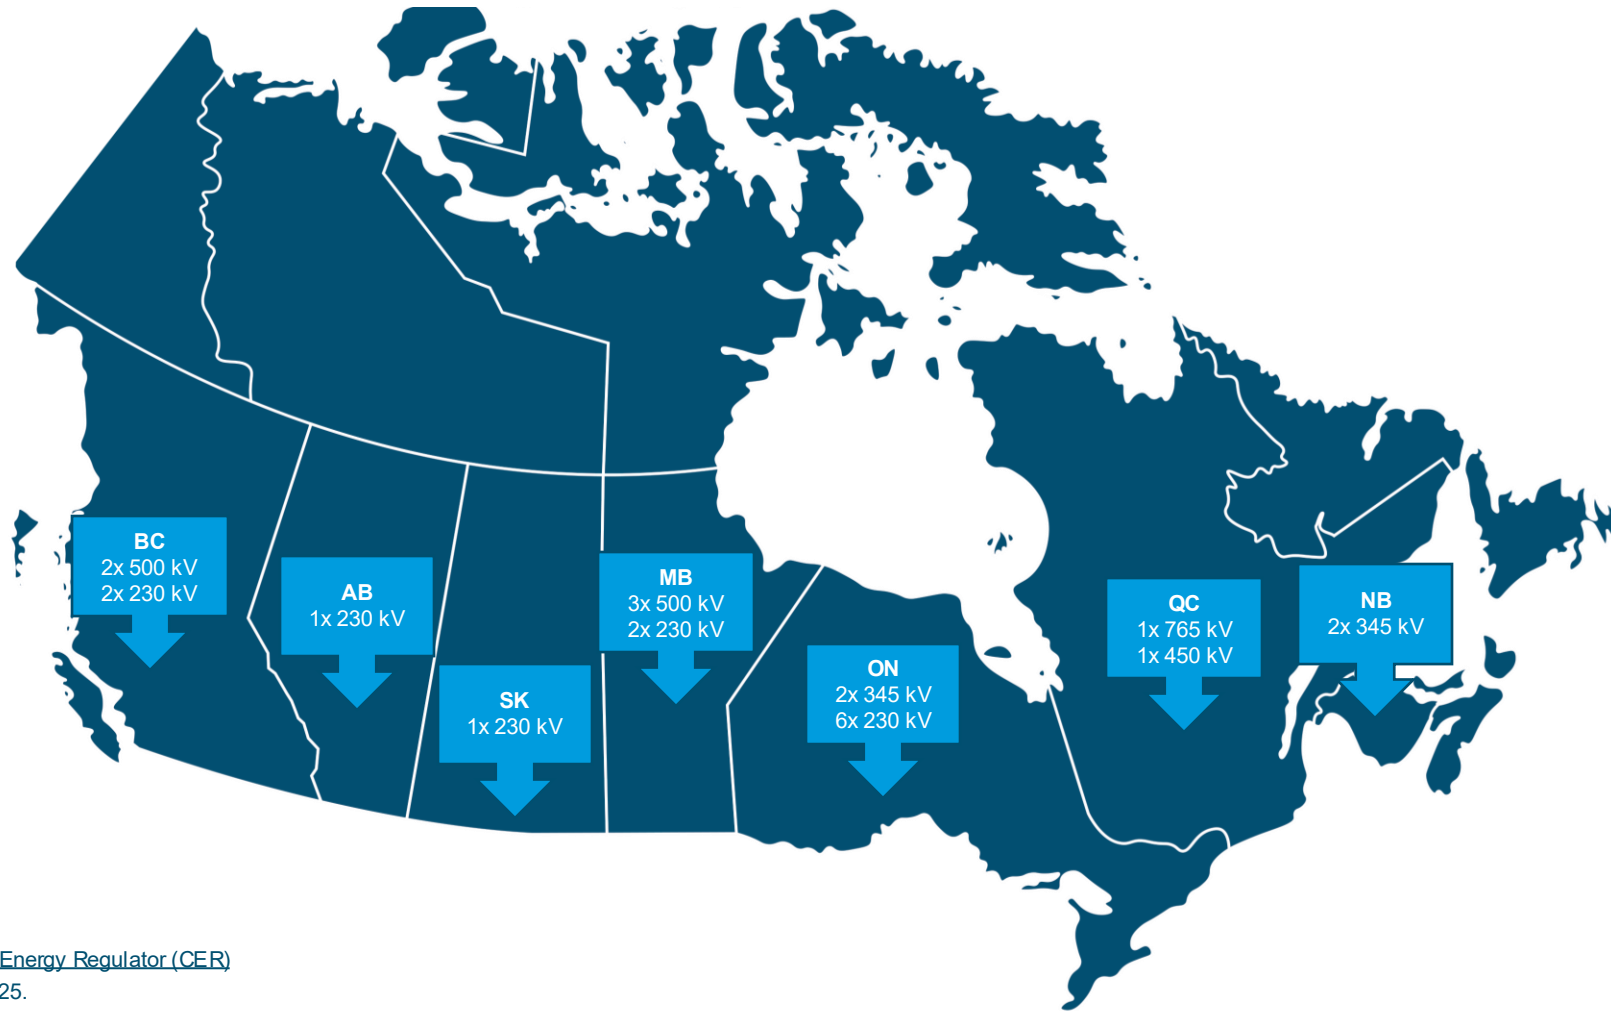 BC
2x 500 kV
2x 230 kV
AB
1x 230 kV
SK
1x 230 kV
MB
3x 500 kV
2x 230 kV
ON
2x 345 kV
6x 230 kV
QC
1x 765 kV
1x 450 kV
NB
2x 345 kV
Energy Regulator (CER)
25.